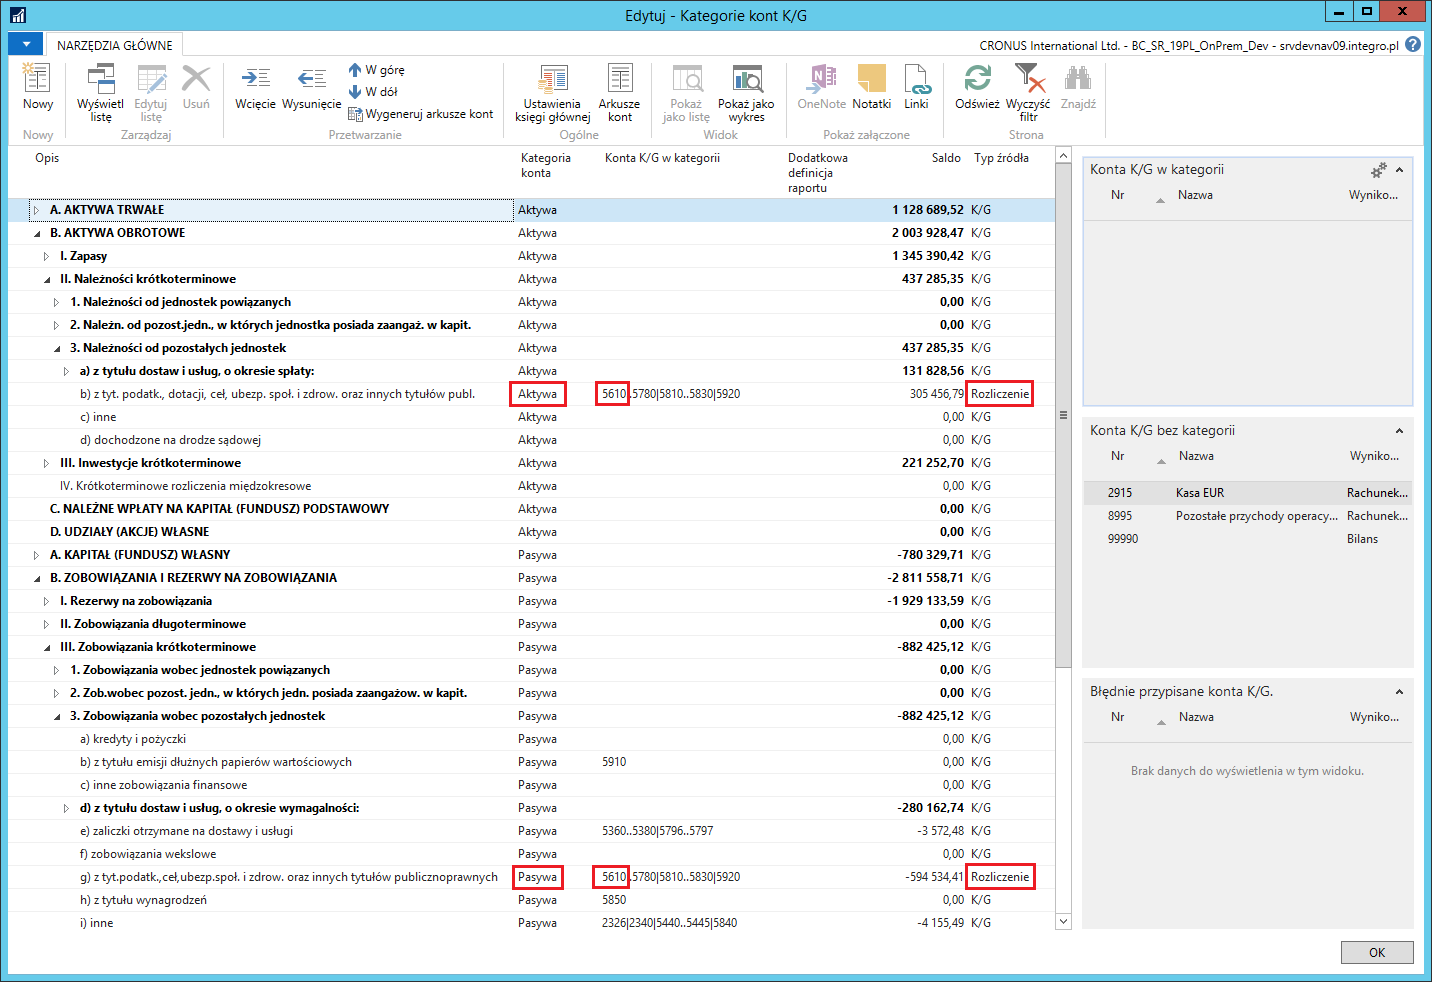 Edytuj - Kategorie kont K/G
NARZĘDZIA GŁÓWNE
CRONUS International Ltd. - BC_SR_19PL_OnPrem_Dev - srvdevnav09.integro.pl
Nowy
Wyświetl listę
Edytuj listę
Usuń
Wcięcie
Wysunięcie
W górę
W dół
Wygeneruj arkusze kont
Ustawienia księgi głównej
Arkusze kont
Pokaż jako listę
Pokaż jako wykres
OneNote
Notatki
Linki
Odśwież
Wyczyść filtr
Znajdź
Nowy
Zarządzaj
Przetwarzanie
Ogólne
Widok
Pokaż załączone
Strona
Opis Kategoria konta Konta K/G w kategorii Dodatkowa definicja raportu Saldo Typ źródła
A. AKTYWA TRWAŁE Aktywa 1 128 689,52 K/G
B. AKTYWA OBROTOWE Aktywa 2 003 928,47 K/G
I. Zapasy Aktywa 1 345 390,42 K/G
II. Należności krótkoterminowe Aktywa 437 285,35 K/G
1. Należności od jednostek powiązanych Aktywa 0,00 K/G
2. Należn. od pozost.jedn., w których jednostka posiada zaangaż. w kapit. Aktywa 0,00 K/G
3. Należności od pozostałych jednostek Aktywa 437 285,35 K/G
a) z tytułu dostaw i usług, o okresie spłaty: Aktywa 131 828,56 K/G
b) z tyt. podatk., dotacji, ceł, ubezp. społ. i zdrow. oraz innych tytułów publ. Aktywa 5610..5780|5810..5830|5920 305 456,79 Rozliczenie
c) inne Aktywa 0,00 K/G
d) dochodzone na drodze sądowej Aktywa 0,00 K/G
III. Inwestycje krótkoterminowe Aktywa 221 252,70 K/G
IV. Krótkoterminowe rozliczenia międzokresowe Aktywa 0,00 K/G
C. NALEŻNE WPŁATY NA KAPITAŁ (FUNDUSZ) PODSTAWOWY Aktywa 0,00 K/G
D. UDZIAŁY (AKCJE) WŁASNE Aktywa 0,00 K/G
A. KAPITAŁ (FUNDUSZ) WŁASNY Pasywa -780 329,71 K/G
B. ZOBOWIĄZANIA I REZERWY NA ZOBOWIĄZANIA Pasywa -2 811 558,71 K/G
I. Rezerwy na zobowiązania Pasywa -1 929 133,59 K/G
II. Zobowiązania długoterminowe Pasywa 0,00 K/G
III. Zobowiązania krótkoterminowe Pasywa -882 425,12 K/G
1. Zobowiązania wobec jednostek powiązanych Pasywa 0,00 K/G
2. Zob.wobec pozost. jedn., w których jedn. posiada zaangażow. w kapit. Pasywa 0,00 K/G
3. Zobowiązania wobec pozostałych jednostek Pasywa -882 425,12 K/G
a) kredyty i pożyczki Pasywa 0,00 K/G
b) z tytułu emisji dłużnych papierów wartościowych Pasywa 5910 0,00 K/G
c) inne zobowiązania finansowe Pasywa 0,00 K/G
d) z tytułu dostaw i usług, o okresie wymagalności: Pasywa -280 162,74 K/G
e) zaliczki otrzymane na dostawy i usługi Pasywa 5360..5380|5796..5797 -3 572,48 K/G
f) zobowiązania wekslowe Pasywa 0,00 K/G
g) z tyt.podatk.,ceł,ubezp.społ. i zdrow. oraz innych tytułów publicznoprawnych Pasywa 5610..5780|5810..5830|5920 -594 534,41 Rozliczenie
h) z tytułu wynagrodzeń Pasywa 5850 0,00 K/G
i) inne Pasywa 2326|2340|5440..5445|5840 -4 155,49 K/G
Konta K/G w kategorii
Nr Nazwa Wyniko...
Konta K/G bez kategorii
Nr Nazwa Wyniko...
2915 Kasa EUR Rachunek...
8995 Pozostałe przychody operacy... Rachunek...
99990 Bilans
Błędnie przypisane konta K/G.
Nr Nazwa Wyniko...
Brak danych do wyświetlenia w tym widoku.
OK